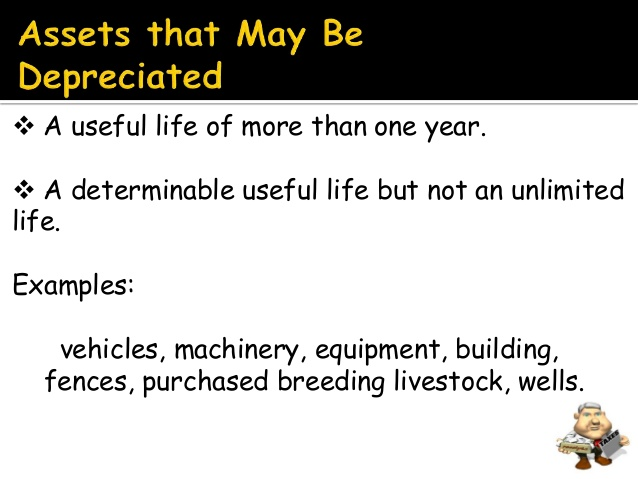 Assets that May Be
Depreciated
❖ A useful life of more than one year.
❖ A determinable useful life but not an unlimited
life.
Examples:
vehicles, machinery, equipment, building,
fences, purchased breeding livestock, wells.
TAXES